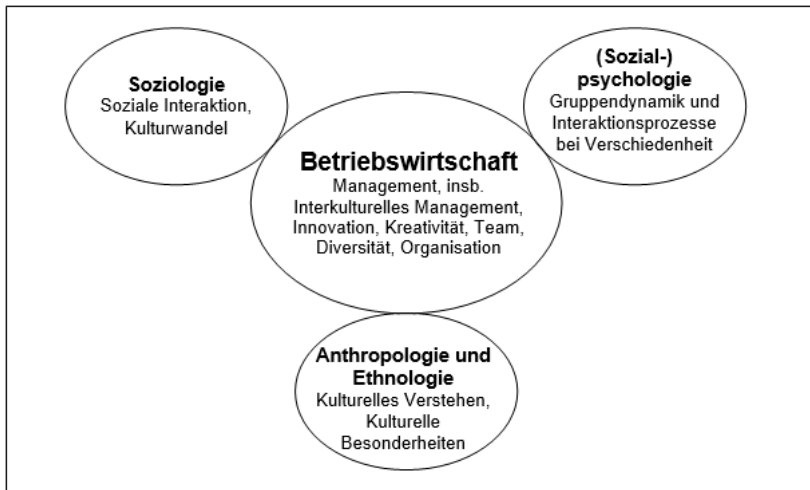 Soziologie
Soziale Interaktion,
Kulturwandel
(Sozial-)
psychologie
Gruppendynamik und
Interaktionsprozesse
bei Verschiedenheit
Betriebswirtschaft
Management, insb.
Interkulturelles Management,
Innovation, Kreativität, Team,
Diversität, Organisation
Anthropologie und
Ethnologie
Kulturelles Verstehen,
Kulturelle
Besonderheiten